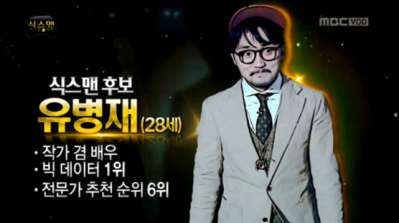 식스맨
MBC VOD
식스맨 후보
유병재(28세)
• 작가 겸 배우
• 빅 데이터 1위
• 전문가 추천 순위 6위